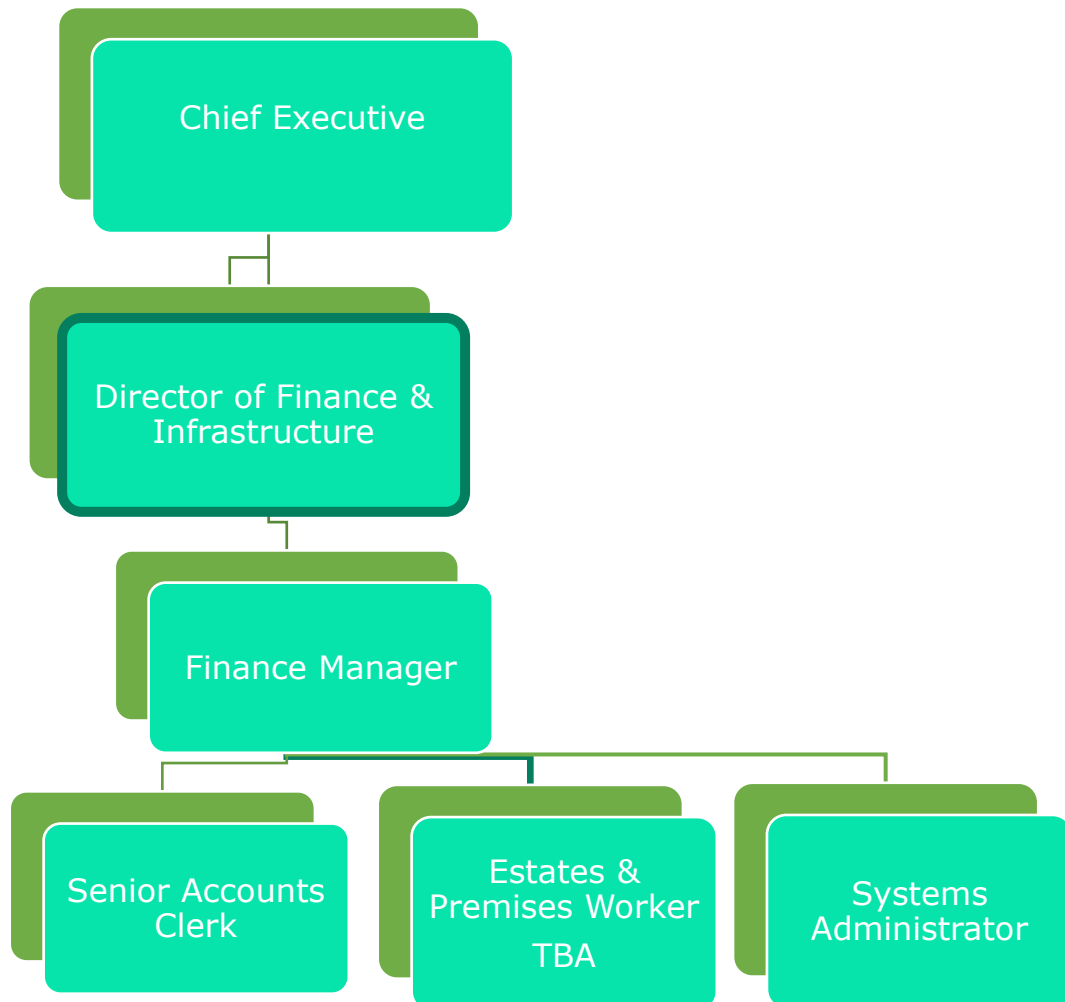 Chief Executive
Director of Finance &
Infrastructure
Finance Manager
Senior Accounts
Clerk
Estates &
Premises Worker
TBA
Systems
Administrator